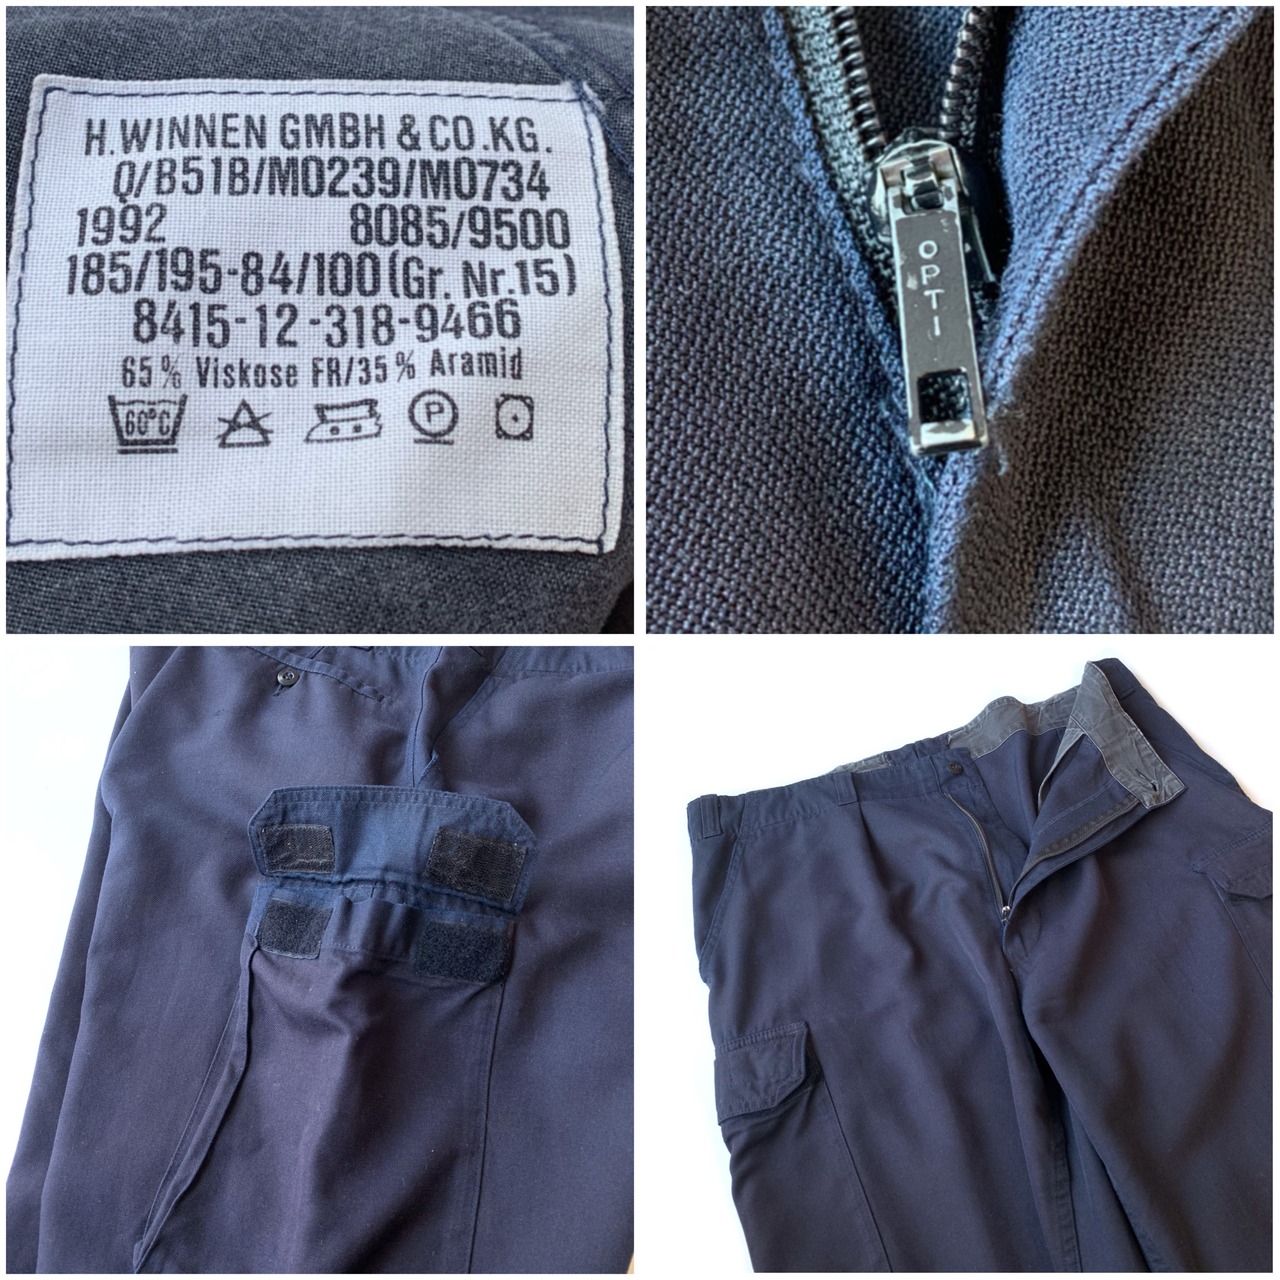 H.WINNEN GMBH & CO.KG.
Q/B51B/M0239/M0734
1992 8085/9500
185/195-84/100 (Gr. Nr.15)
8415-12-318-9466
65% Viskose FR/35% Aramid
60°C P
OPTI